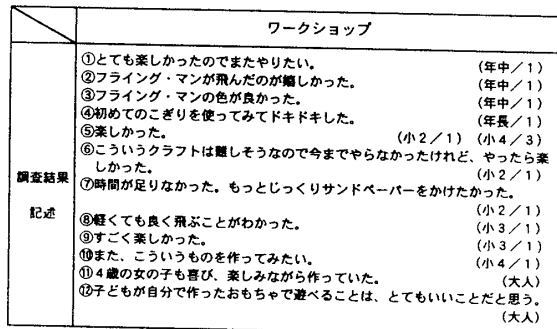 ワークショップ
①とても楽しかったのでまたやりたい。 (年中/1)
②フライング・マンが飛んだのが嬉しかった。 (年中/1)
③フライング・マンの色が良かった。 (年中/1)
④初めてのこぎりを使ってみてドキドキした。 (年長/1)
⑤楽しかった。 (小2/1) (小4/3)
⑥こういうクラフトは難しそうなので今までやらなかったけれど、やったら楽
しかった。 (小2/1)
⑦時間が足りなかった。もっとじっくりサンドペーパーをかけたかった。
(小2/1)
⑧軽くても良く飛ぶことがわかった。 (小3/1)
⑨すごく楽しかった。 (小3/1)
⑩また、こういうものを作ってみたい。 (小4/1)
⑪4歳の女の子も喜び、楽しみながら作っていた。 (大人)
⑫子どもが自分で作ったおもちゃで遊べることは、とてもいいことだと思う。
(大人)
調査結果
記述